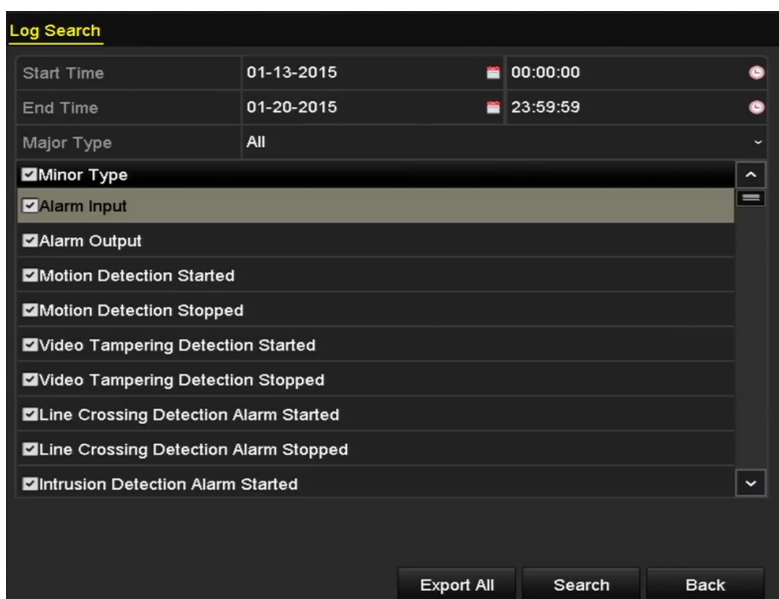 Log Search
Start Time 01-13-2015 00:00:00
End Time 01-20-2015 23:59:59
Major Type All
Minor Type
Alarm Input
Alarm Output
Motion Detection Started
Motion Detection Stopped
Video Tampering Detection Started
Video Tampering Detection Stopped
Line Crossing Detection Alarm Started
Line Crossing Detection Alarm Stopped
Intrusion Detection Alarm Started
Export All Search Back